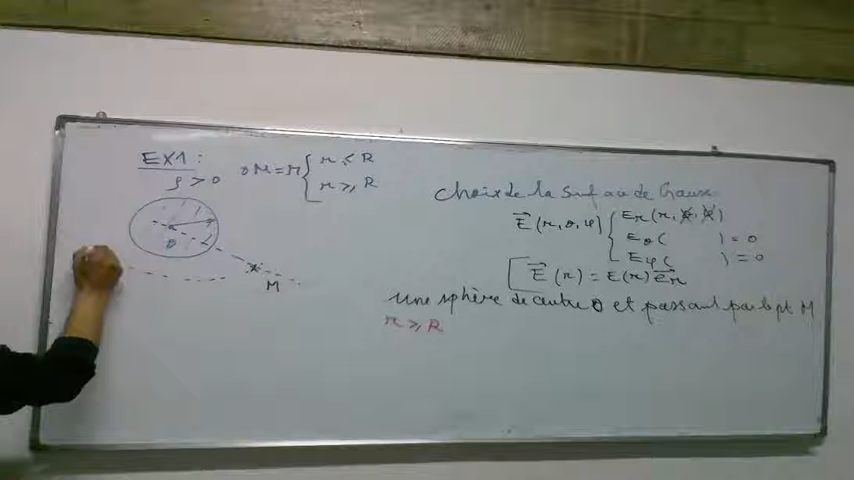 EX1 :
ρ > 0
OM = r { r ≤ R
r ≥ R
O
M
Choix de la Surface de Gauss
E⃗ (r, θ, φ) { Er (r, θ, φ)
Eθ ( ) = 0
Eφ ( ) = 0
[ E⃗ (r) = E(r) e⃗r
une sphère de centre O et passant par le pt M
r ≥ R